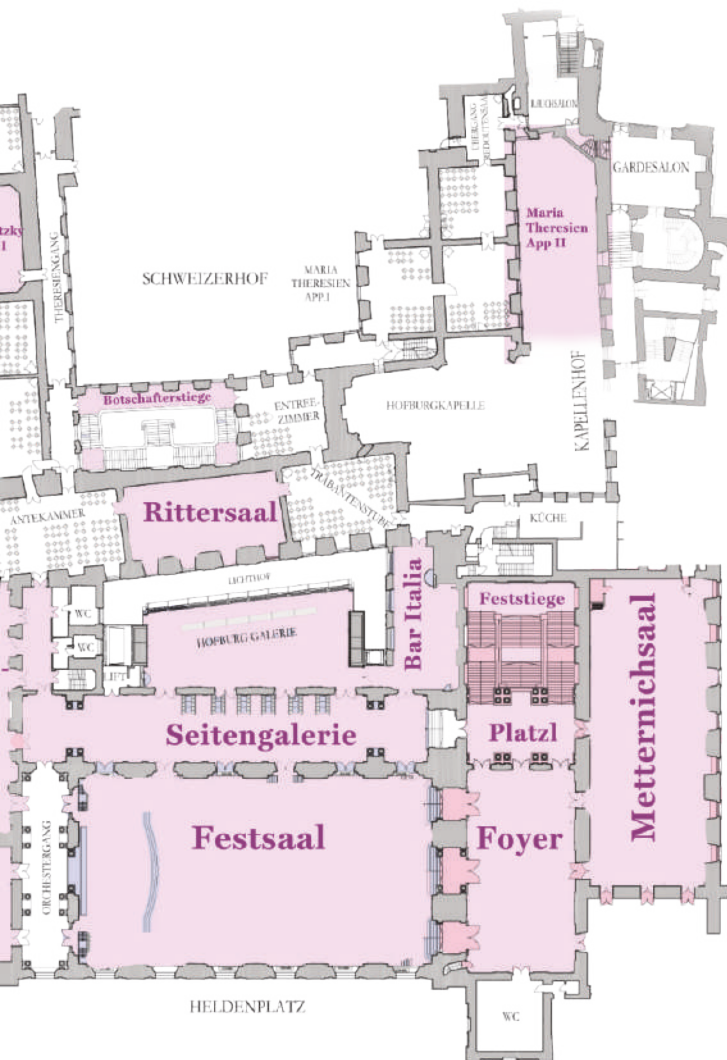 RAUCHSALON
ÜBERGANG
REDOUTENSAAL
GARDESALON
Maria
Theresien
App II
tzky
I
THERESIENGANG
SCHWEIZERHOF
MARIA
THERESIEN
APP.I
KAPELLENHOF
Botschafterstiege
ENTREE-
ZIMMER
HOFBURGKAPELLE
TRABANTENSTUBE
ANTEKAMMER
Rittersaal
KÜCHE
LICHTHOF
Bar Italia
Feststiege
Metternichsaal
WC
HOFBURG GALERIE
WC
LIFT
Seitengalerie
Platzl
ORCHESTERGANG
Festsaal
Foyer
HELDENPLATZ
WC